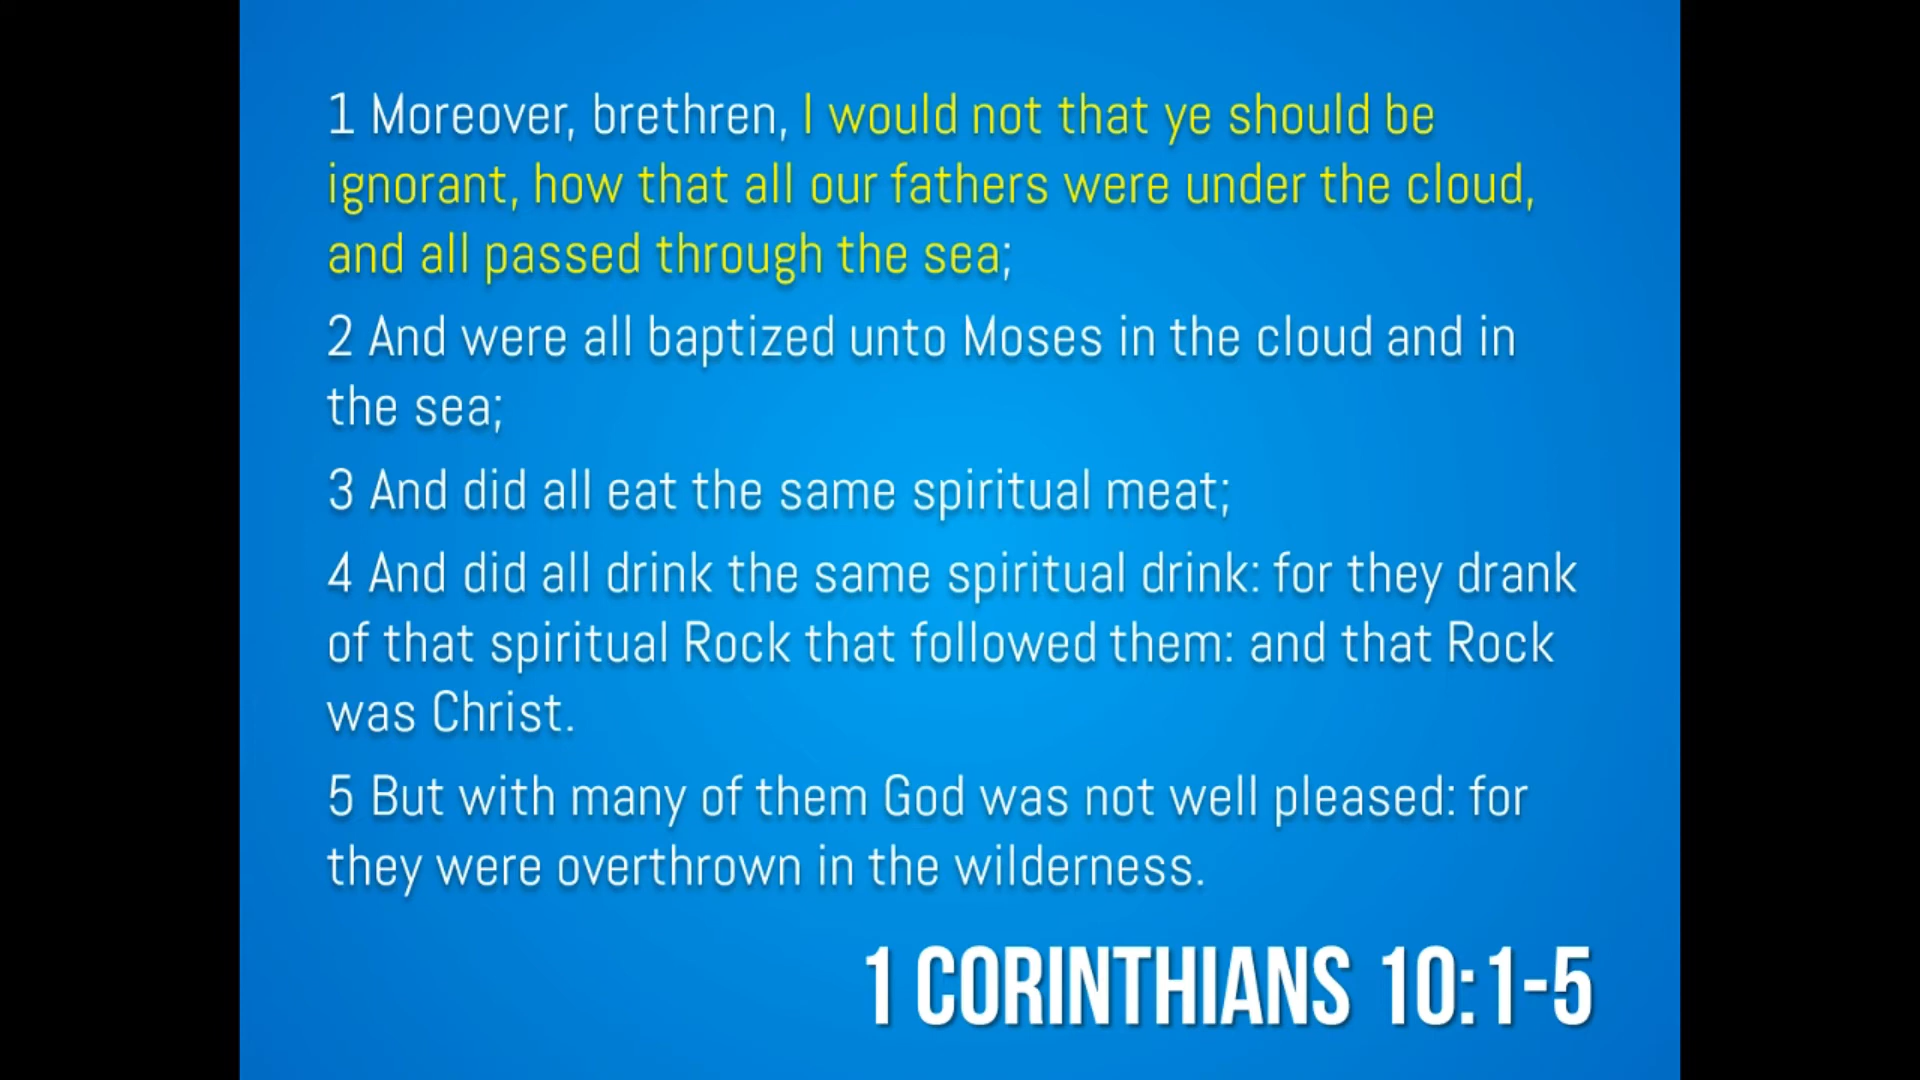 1 Moreover, brethren, I would not that ye should be
ignorant, how that all our fathers were under the cloud,
and all passed through the sea;
2 And were all baptized unto Moses in the cloud and in
the sea;
3 And did all eat the same spiritual meat;
4 And did all drink the same spiritual drink: for they drank
of that spiritual Rock that followed them: and that Rock
was Christ.
5 But with many of them God was not well pleased: for
they were overthrown in the wilderness.
1 CORINTHIANS 10:1-5